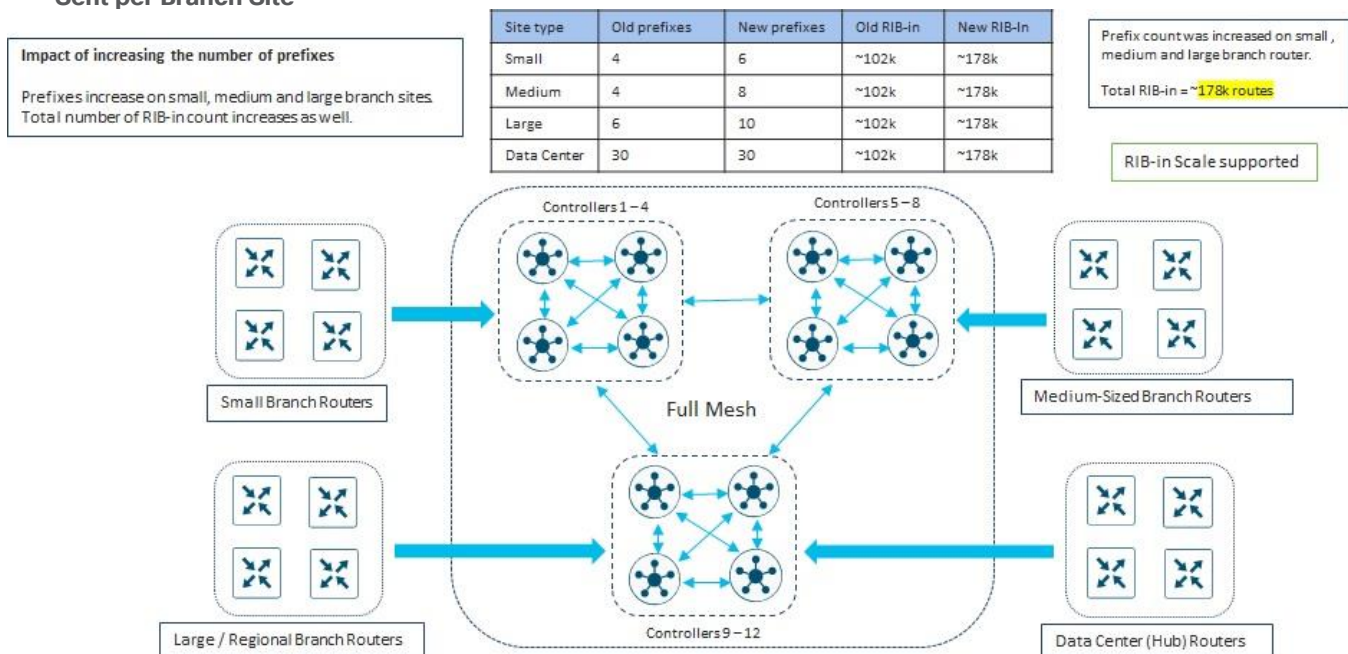 Sent per Branch Site
Impact of increasing the number of prefixes
Prefixes increase on small, medium and large branch sites.
Total number of RIB-in count increases as well.
Site type Old prefixes New prefixes Old RIB-in New RIB-In
Small 4 6 ~102k ~178k
Medium 4 8 ~102k ~178k
Large 6 10 ~102k ~178k
Data Center 30 30 ~102k ~178k
Prefix count was increased on small ,
medium and large branch router.
Total RIB-in = ~178k routes
RIB-in Scale supported
Controllers 1 – 4
Controllers 5 – 8
Small Branch Routers
Full Mesh
Medium-Sized Branch Routers
Large / Regional Branch Routers
Controllers 9 – 12
Data Center (Hub) Routers